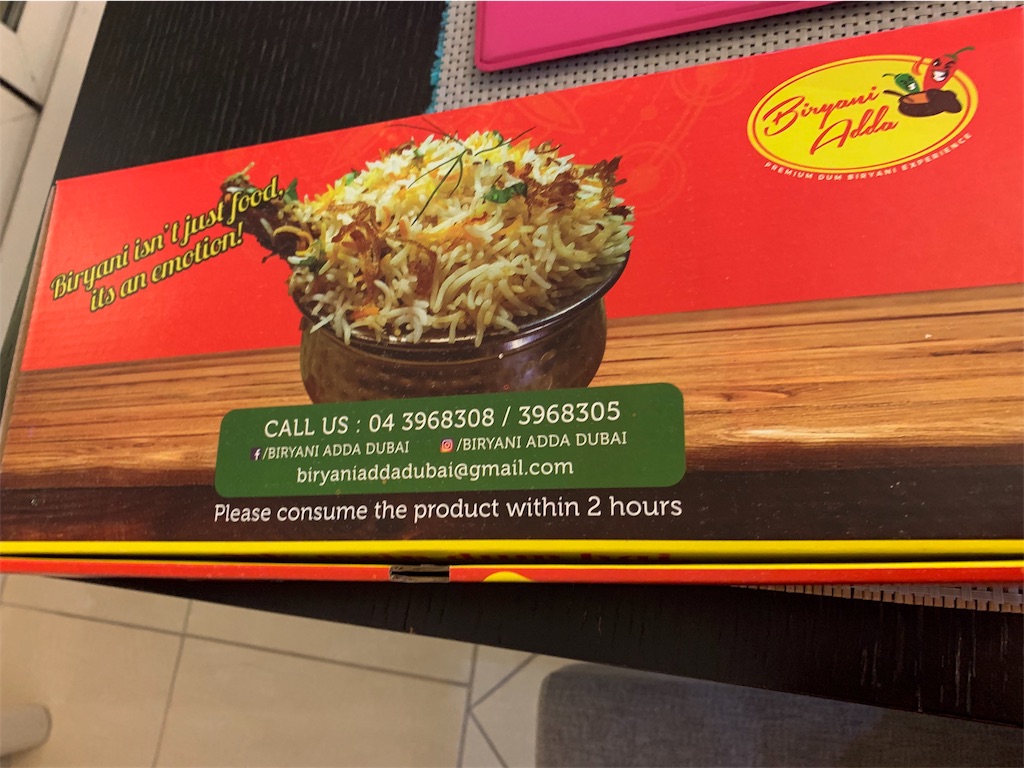 Biryani
Adda
PREMIUM DUM BIRYANI EXPERIENCE
Biryani isn't just food,
its an emotion!
CALL US : 04 3968308 / 3968305
/BIRYANI ADDA DUBAI /BIRYANI ADDA DUBAI
biryaniaddadubai@gmail.com
Please consume the product within 2 hours